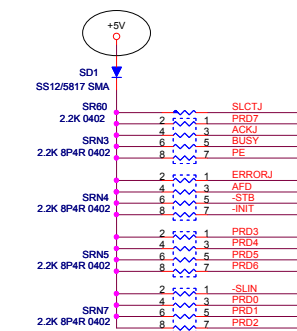 +5V
SD1
SS12/5817 SMA
SR60 SLCTJ
2.2K 0402 2 1 PRD7
4 3 ACKJ
SRN3 6 5 BUSY
2.2K 8P4R 0402 8 7 PE
2 1 ERRORJ
4 3 AFD
SRN4 6 5 -STB
2.2K 8P4R 0402 8 7 -INIT
2 1 PRD3
4 3 PRD4
SRN5 6 5 PRD5
2.2K 8P4R 0402 8 7 PRD6
2 1 -SLIN
4 3 PRD0
SRN7 6 5 PRD1
2.2K 8P4R 0402 8 7 PRD2